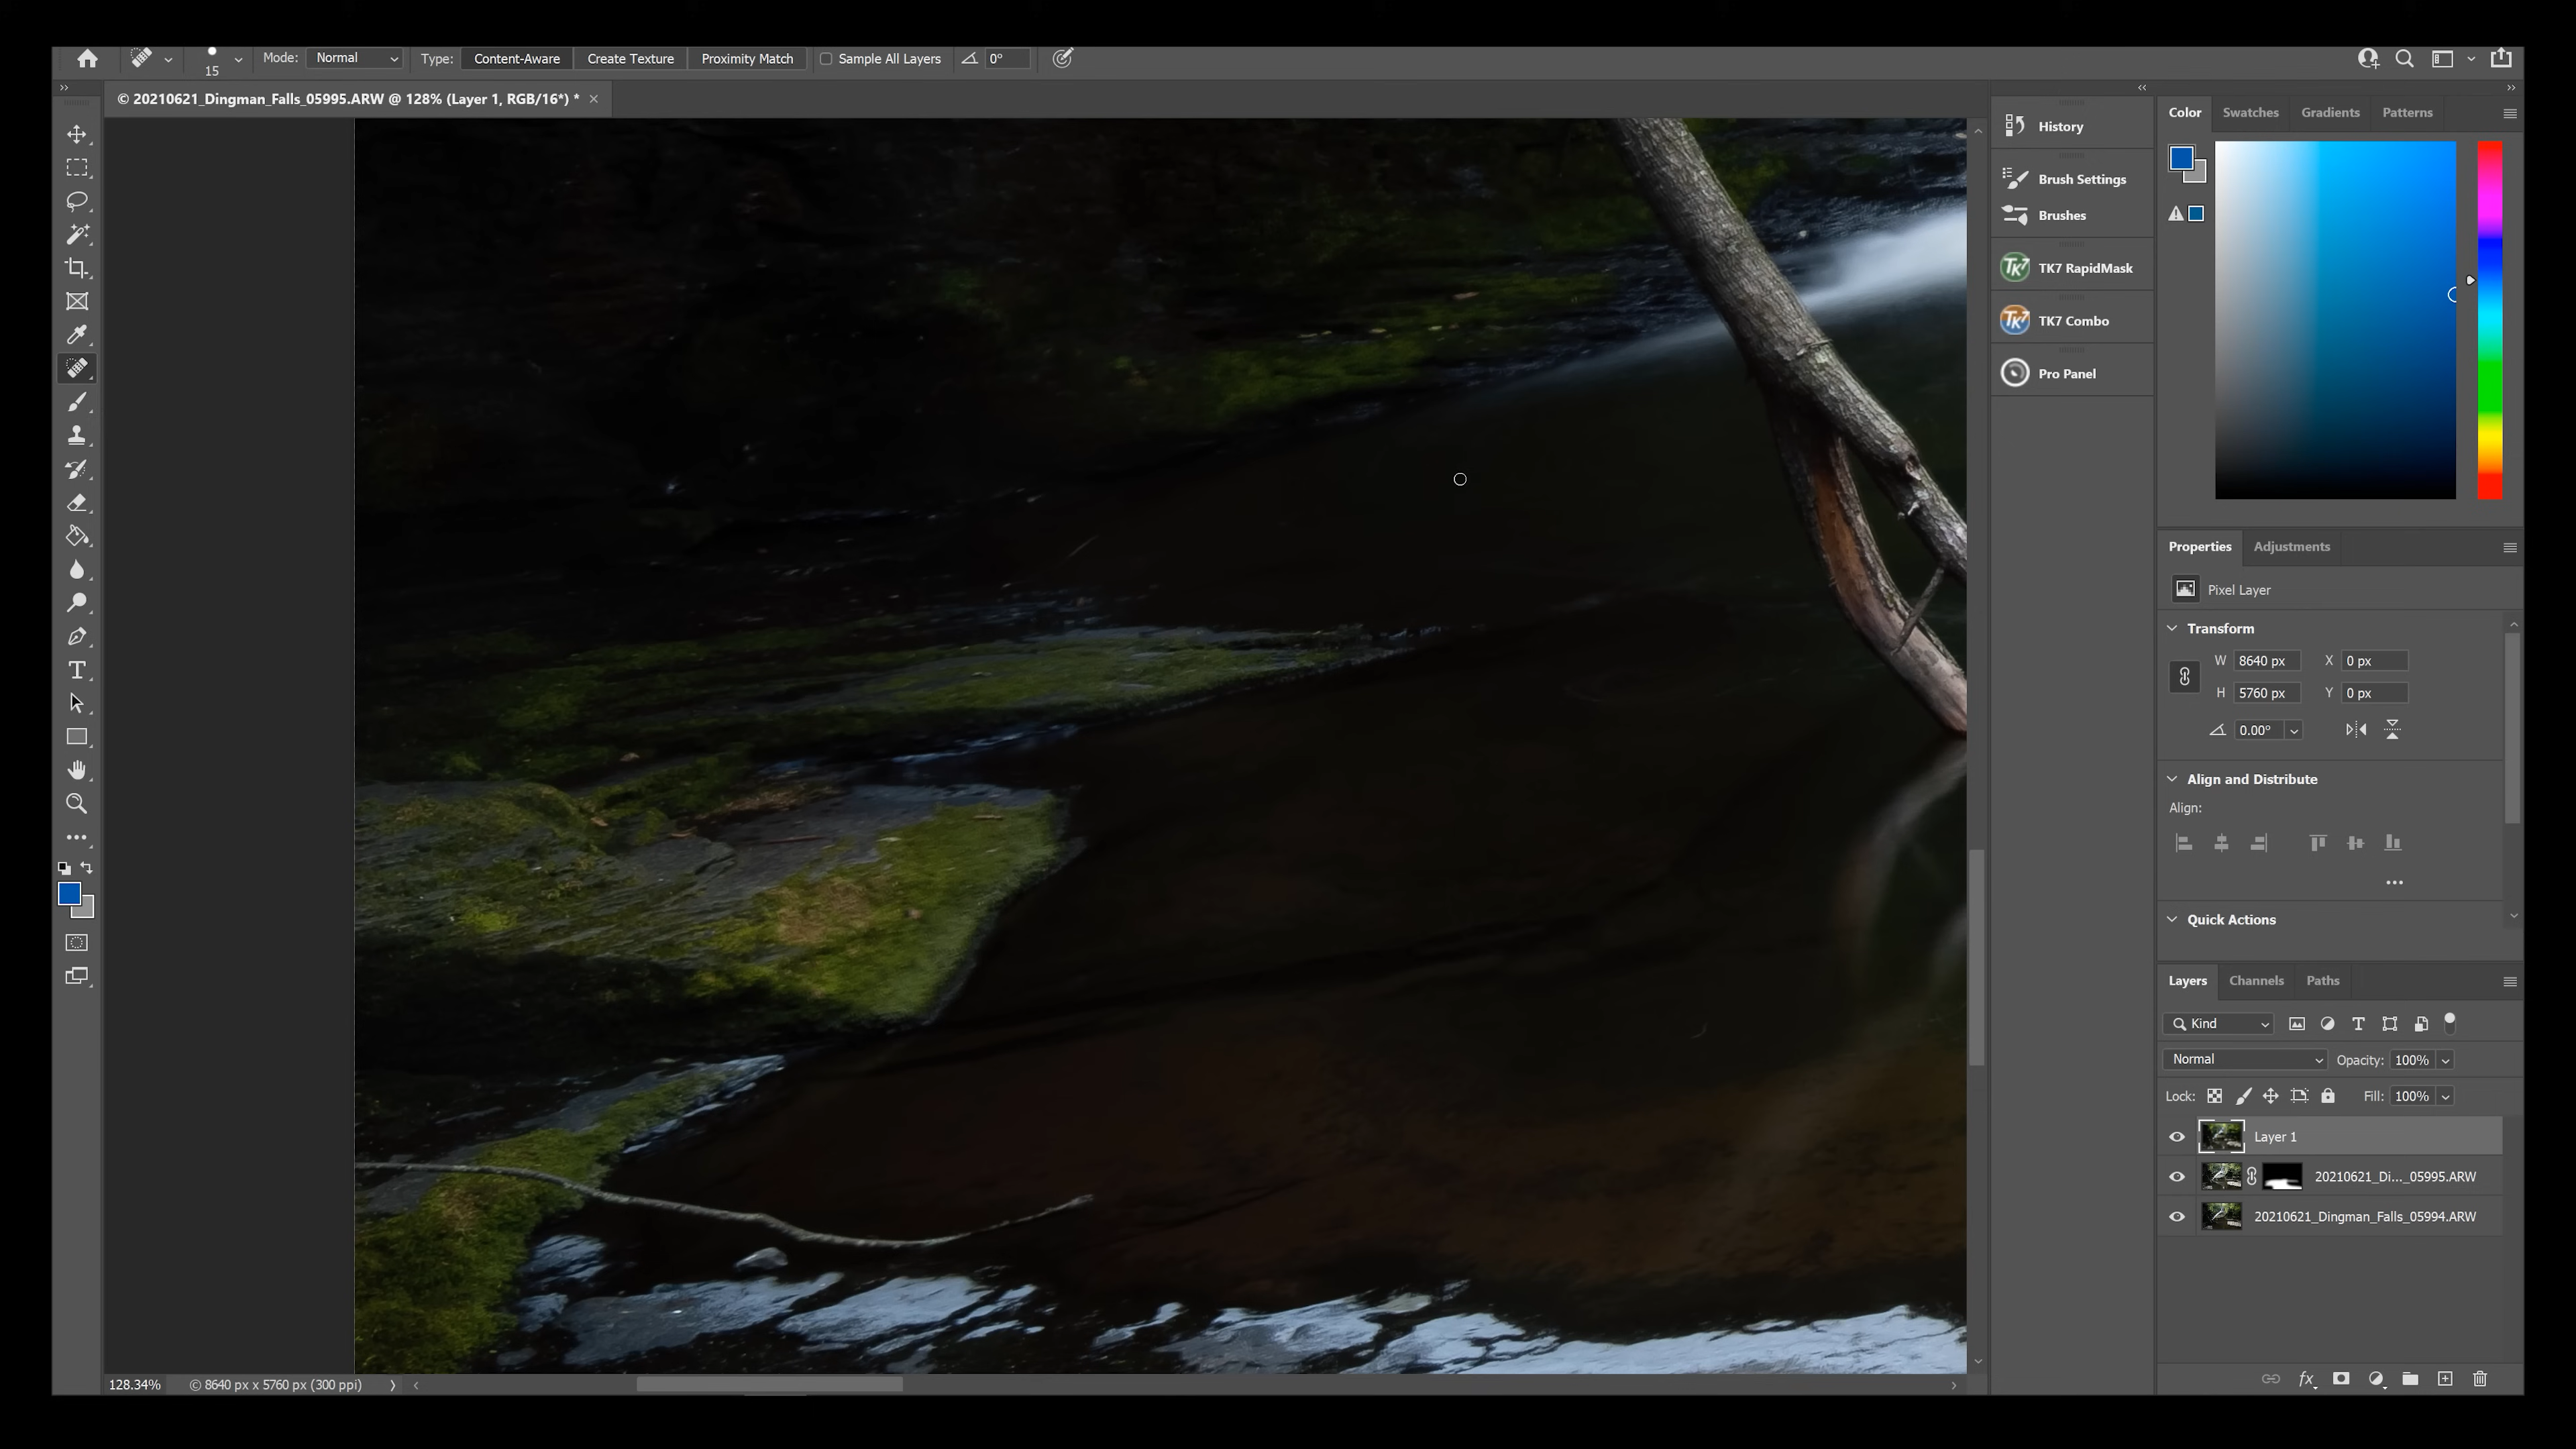 Mode: Normal Type: Content-Aware Create Texture Proximity Match Sample All Layers 0°
15
© 20210621_Dingman_Falls_05995.ARW @ 128% (Layer 1, RGB/16*) *
History
Brush Settings
Brushes
TK7 RapidMask
TK7 Combo
Pro Panel
Color Swatches Gradients Patterns
Properties Adjustments
Pixel Layer
Transform
W 8640 px X 0 px
H 5760 px Y 0 px
0.00°
Align and Distribute
Align:
Quick Actions
Layers Channels Paths
Kind
Normal Opacity: 100%
Lock: Fill: 100%
Layer 1
20210621_Di..._05995.ARW
20210621_Dingman_Falls_05994.ARW
fx
128.34% © 8640 px x 5760 px (300 ppi)